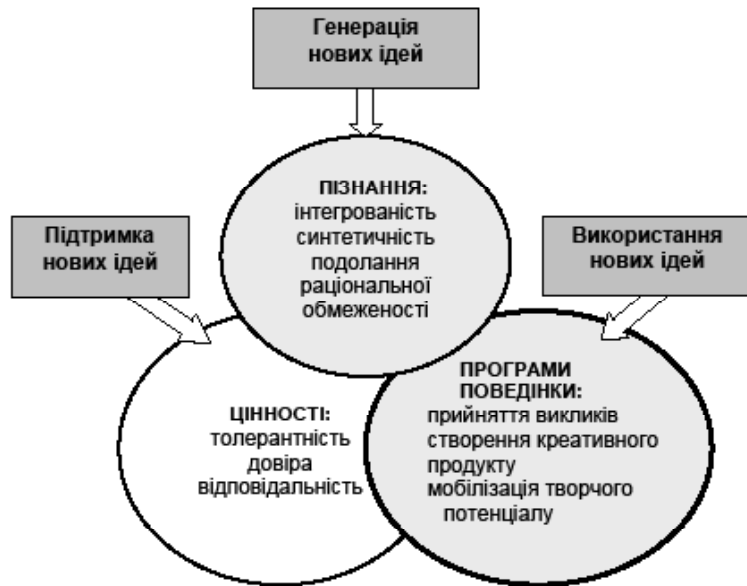 Генерація
нових ідей
ПІЗНАННЯ:
інтегрованість
синтетичність
подолання
раціональної
обмеженості
Підтримка
нових ідей
Використання
нових ідей
ЦІННОСТІ:
толерантність
довіра
відповідальність
ПРОГРАМИ
ПОВЕДІНКИ:
прийняття викликів
створення креативного
продукту
мобілізація творчого
потенціалу